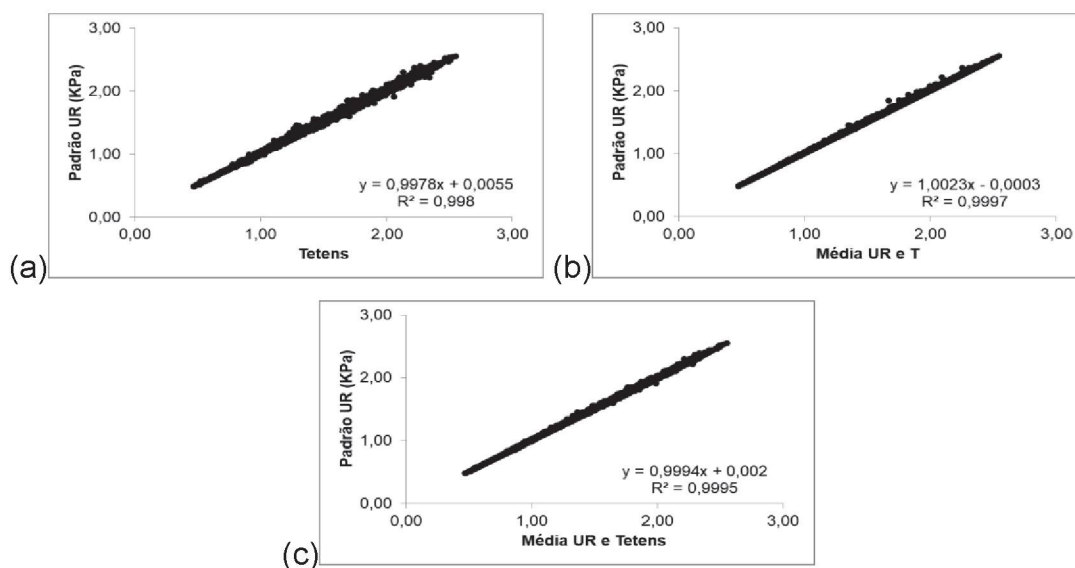 3,00
2,00
1,00
0,00
Padrão UR (KPa)
y = 0,9978x + 0,0055
R² = 0,998
0,00 1,00 2,00 3,00
Tetens
(a)
3,00
2,00
1,00
0,00
Padrão UR (KPa)
y = 1,0023x - 0,0003
R² = 0,9997
0,00 1,00 2,00 3,00
Média UR e T
(b)
3,00
2,00
1,00
0,00
Padrão UR (KPa)
y = 0,9994x + 0,002
R² = 0,9995
0,00 1,00 2,00 3,00
Média UR e Tetens
(c)